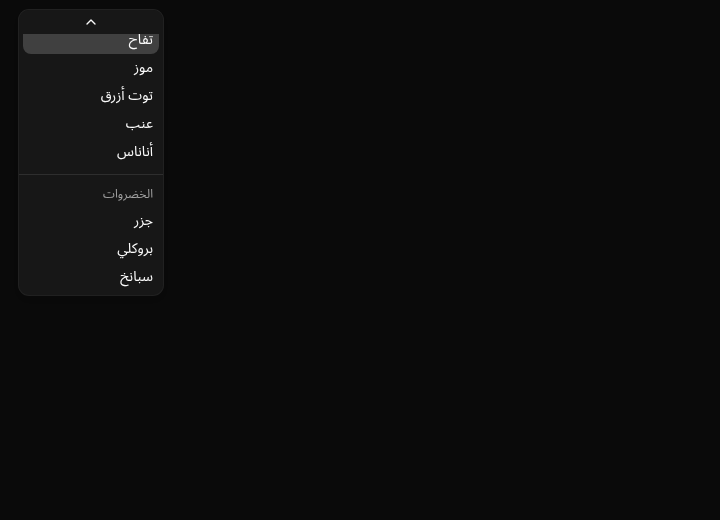 تفاح
موز
توت أزرق
عنب
أناناس
الخضروات
جزر
بروكلي
سبانخ